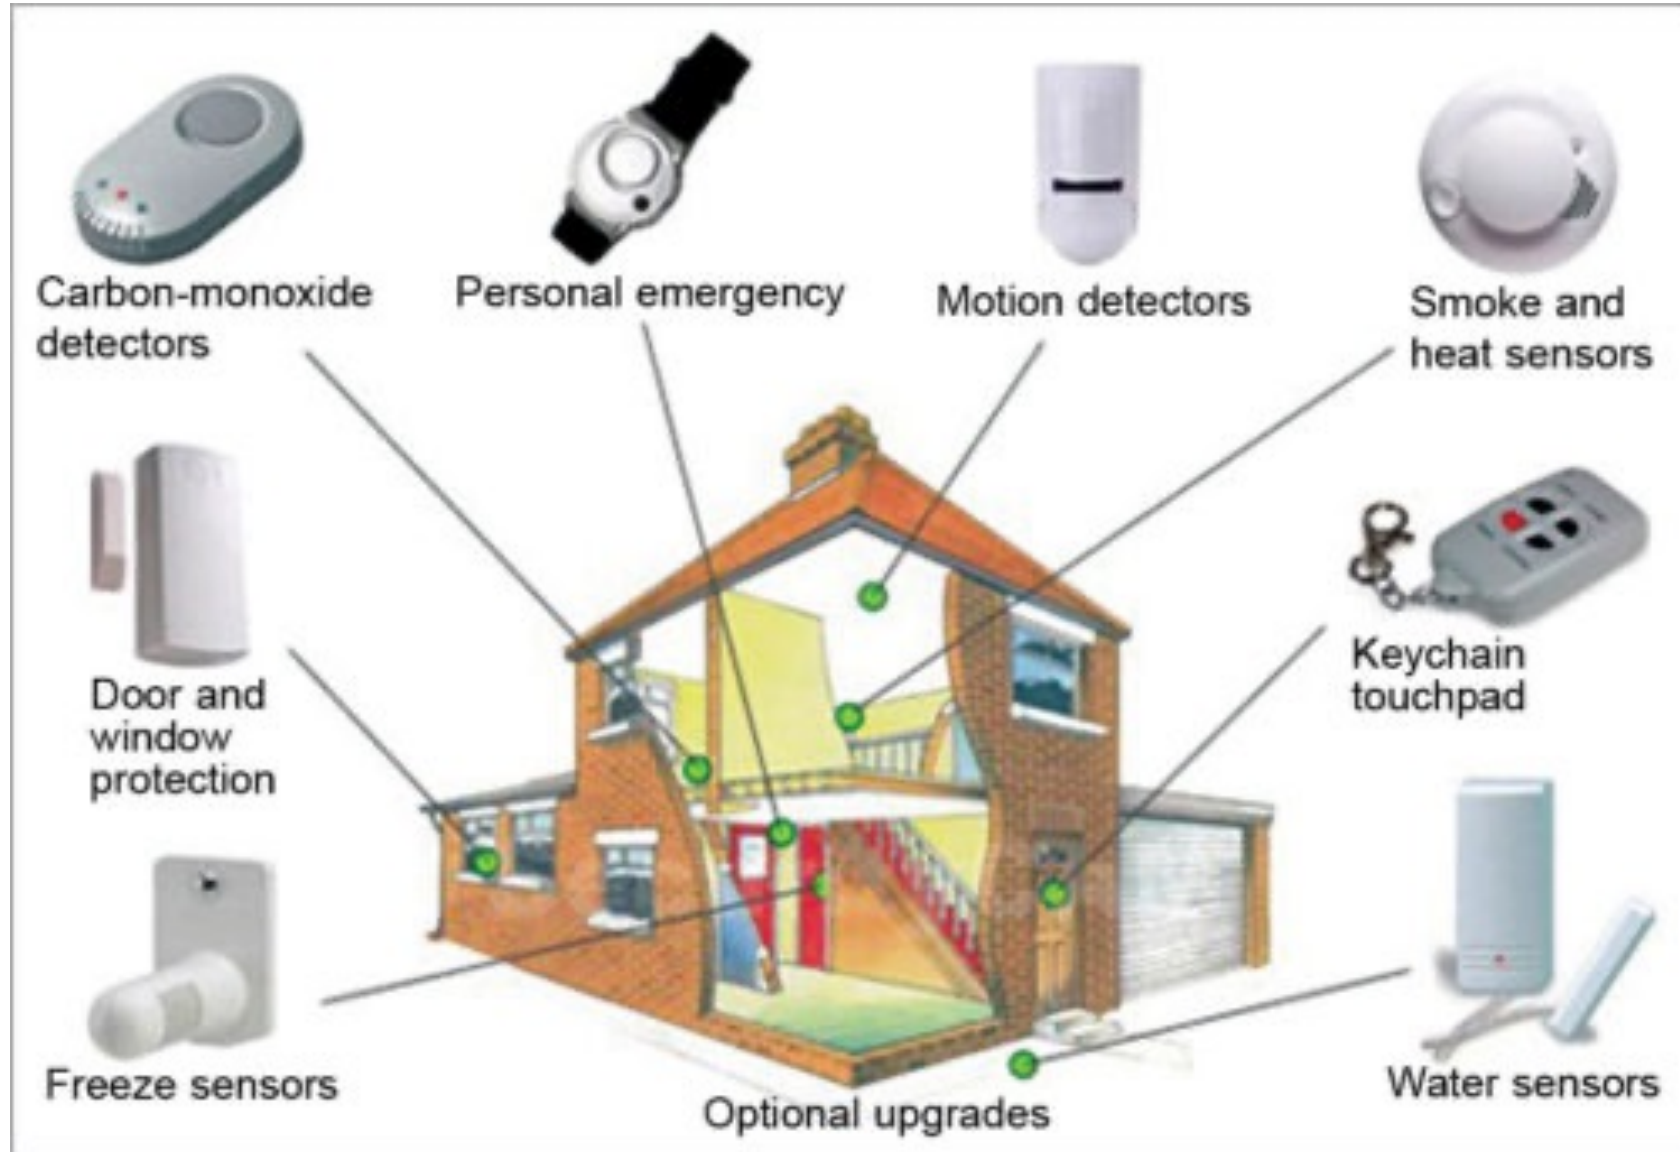 Carbon-monoxide
detectors
Personal emergency
Motion detectors
Smoke and
heat sensors
Door and
window
protection
Keychain
touchpad
Freeze sensors
Optional upgrades
Water sensors